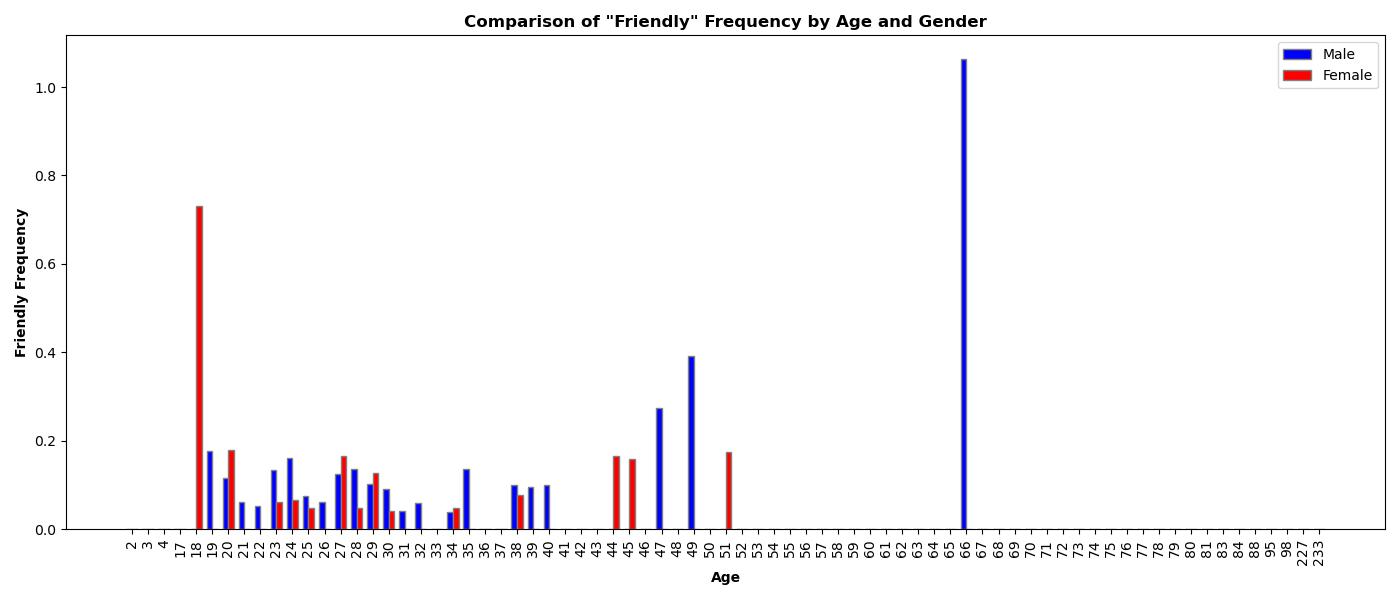 Comparison of "Friendly" Frequency by Age and Gender
Male
Female
Friendly Frequency
1.0
0.8
0.6
0.4
0.2
0.0
2 3 4 17 18 19 20 21 22 23 24 25 26 27 28 29 30 31 32 33 34 35 36 37 38 39 40 41 42 43 44 45 46 47 48 49 50 51 52 53 54 55 56 57 58 59 60 61 62 63 64 65 66 67 68 69 70 71 72 73 74 75 76 77 78 79 80 81 83 84 88 95 98 227 233
Age